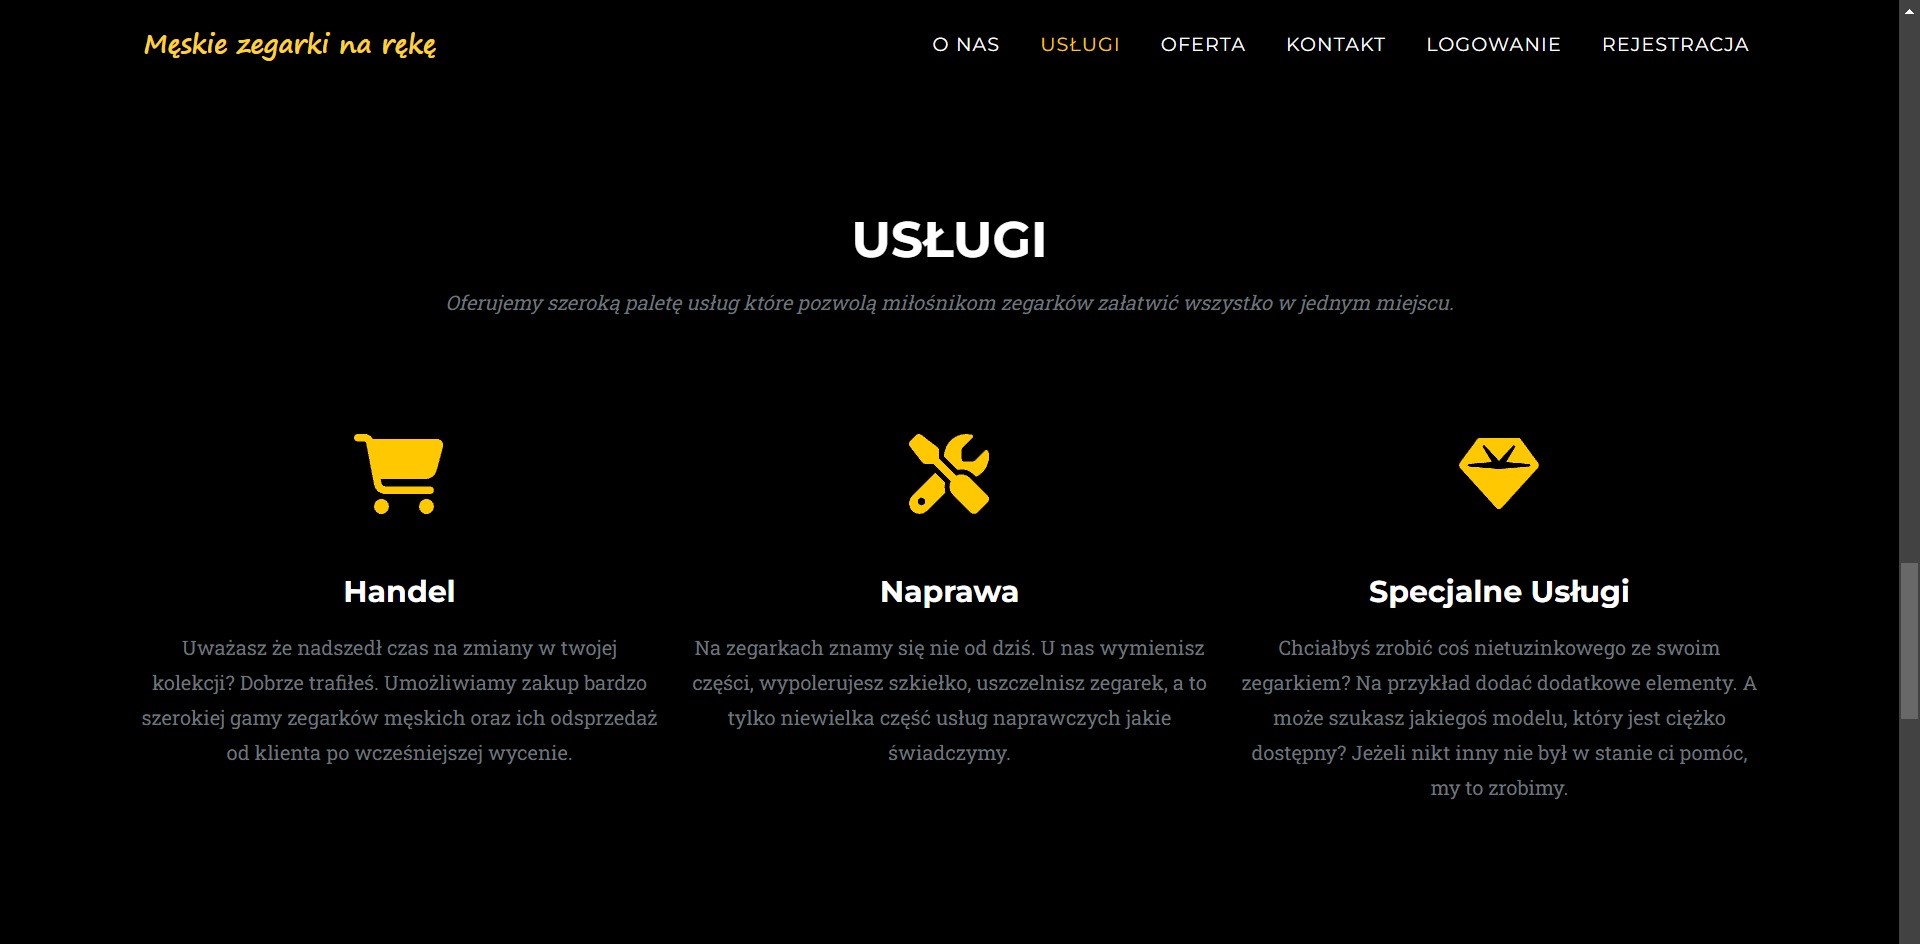 Męskie zegarki na rękę
O NAS
USŁUGI
OFERTA
KONTAKT
LOGOWANIE
REJESTRACJA
USŁUGI
Oferujemy szeroką paletę usług które pozwolą miłośnikom zegarków załatwić wszystko w jednym miejscu.
Handel
Uważasz że nadszedł czas na zmiany w twojej
kolekcji? Dobrze trafiłeś. Umożliwiamy zakup bardzo
szerokiej gamy zegarków męskich oraz ich odsprzedaż
od klienta po wcześniejszej wycenie.
Naprawa
Na zegarkach znamy się nie od dziś. U nas wymienisz
części, wypolerujesz szkiełko, uszczelnisz zegarek, a to
tylko niewielka część usług naprawczych jakie
świadczymy.
Specjalne Usługi
Chciałbyś zrobić coś nietuzinkowego ze swoim
zegarkiem? Na przykład dodać dodatkowe elementy. A
może szukasz jakiegoś modelu, który jest ciężko
dostępny? Jeżeli nikt inny nie był w stanie ci pomóc,
my to zrobimy.